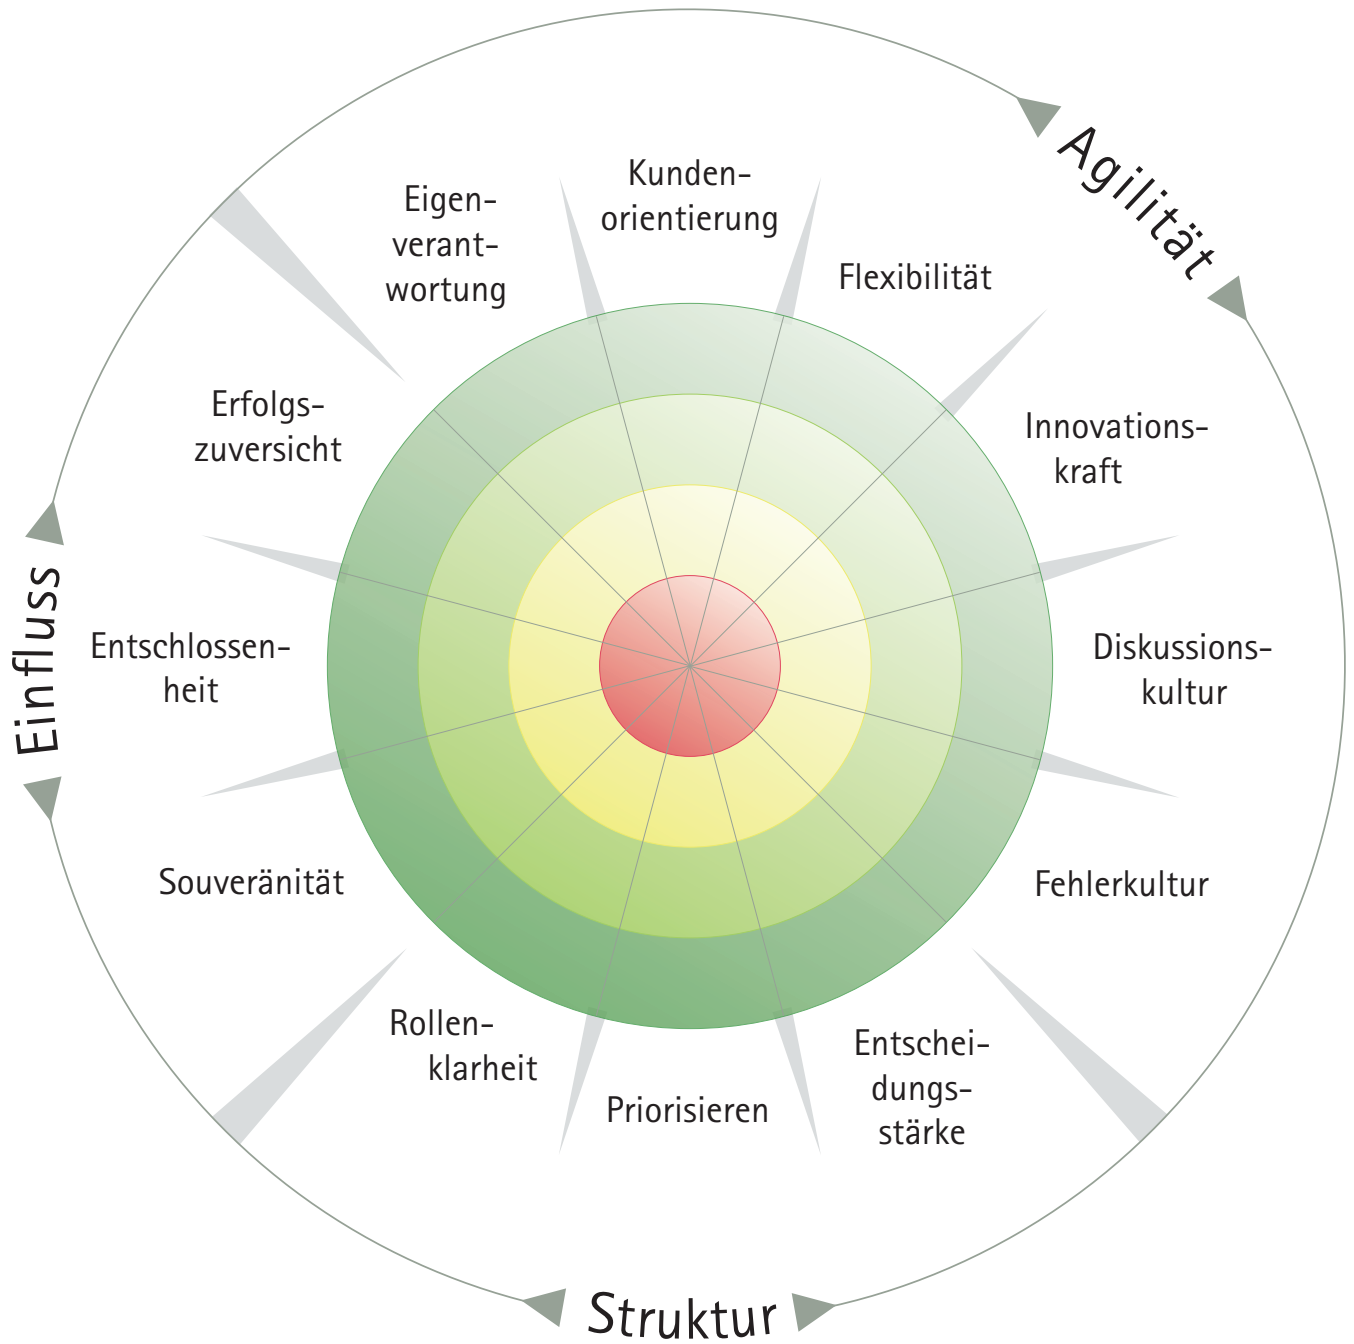 Agilität
Kunden-
orientierung
Eigen-
verant-
wortung
Flexibilität
Erfolgs-
zuversicht
Innovations-
kraft
Einfluss
Entschlossen-
heit
Diskussions-
kultur
Souveränität
Fehlerkultur
Rollen-
klarheit
Entschei-
dungs-
stärke
Priorisieren
Struktur